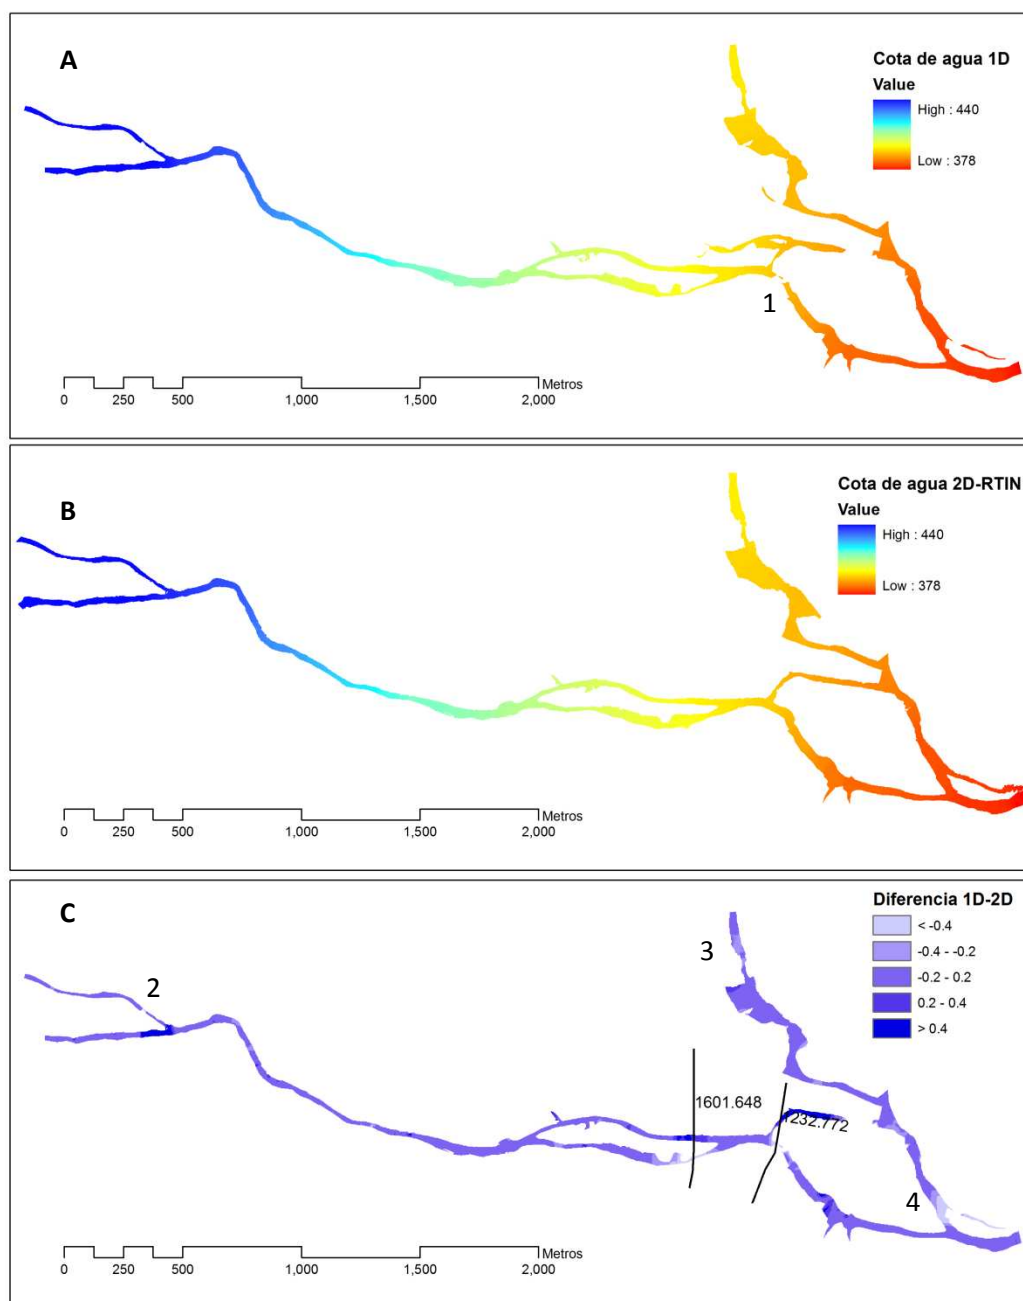 A
Cota de agua 1D
Value
High : 440
Low : 378
1
Metros
0 250 500 1,000 1,500 2,000
B
Cota de agua 2D-RTIN
Value
High : 440
Low : 378
Metros
0 250 500 1,000 1,500 2,000
C
Diferencia 1D-2D
< -0.4
-0.4 - -0.2
-0.2 - 0.2
0.2 - 0.4
> 0.4
2
3
1601.648
1232.772
4
Metros
0 250 500 1,000 1,500 2,000